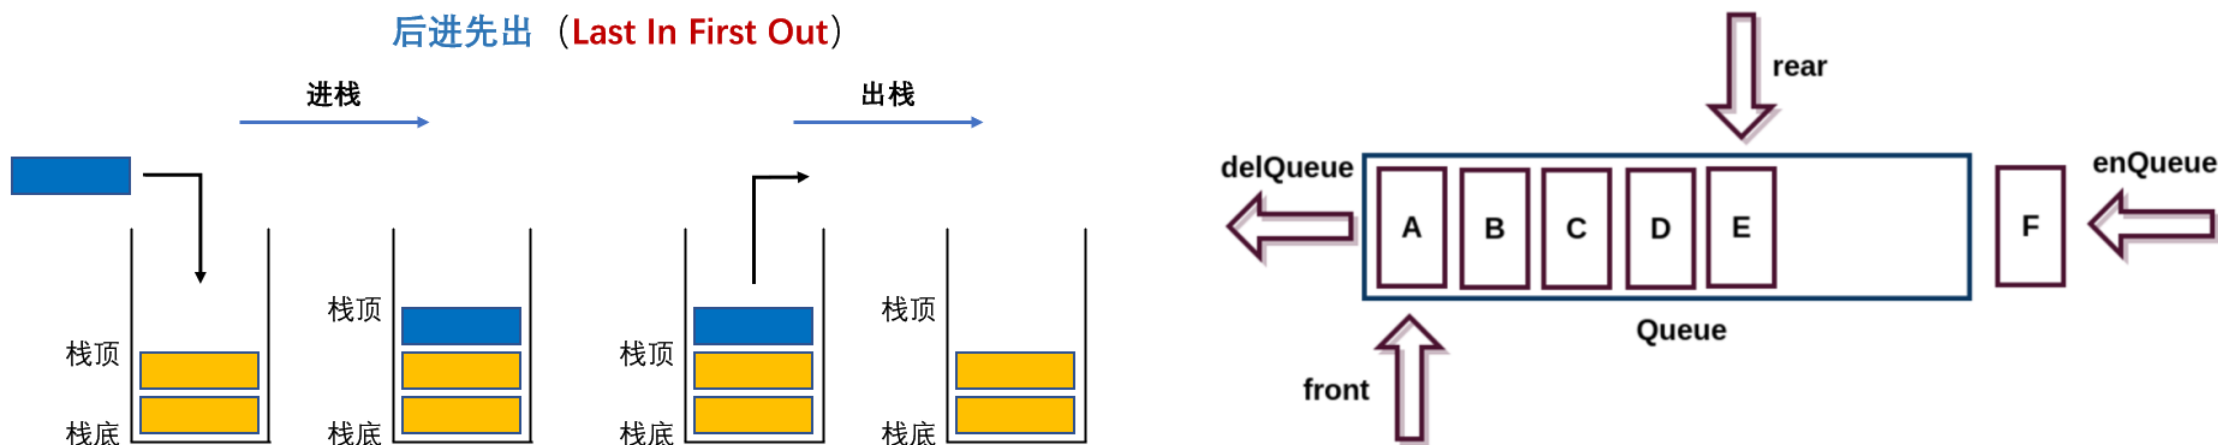 后进先出（Last In First Out）
进栈
出栈
栈顶
栈底
栈顶
栈底
栈顶
栈底
栈顶
栈底
rear
delQueue
enQueue
A
B
C
D
E
F
Queue
front